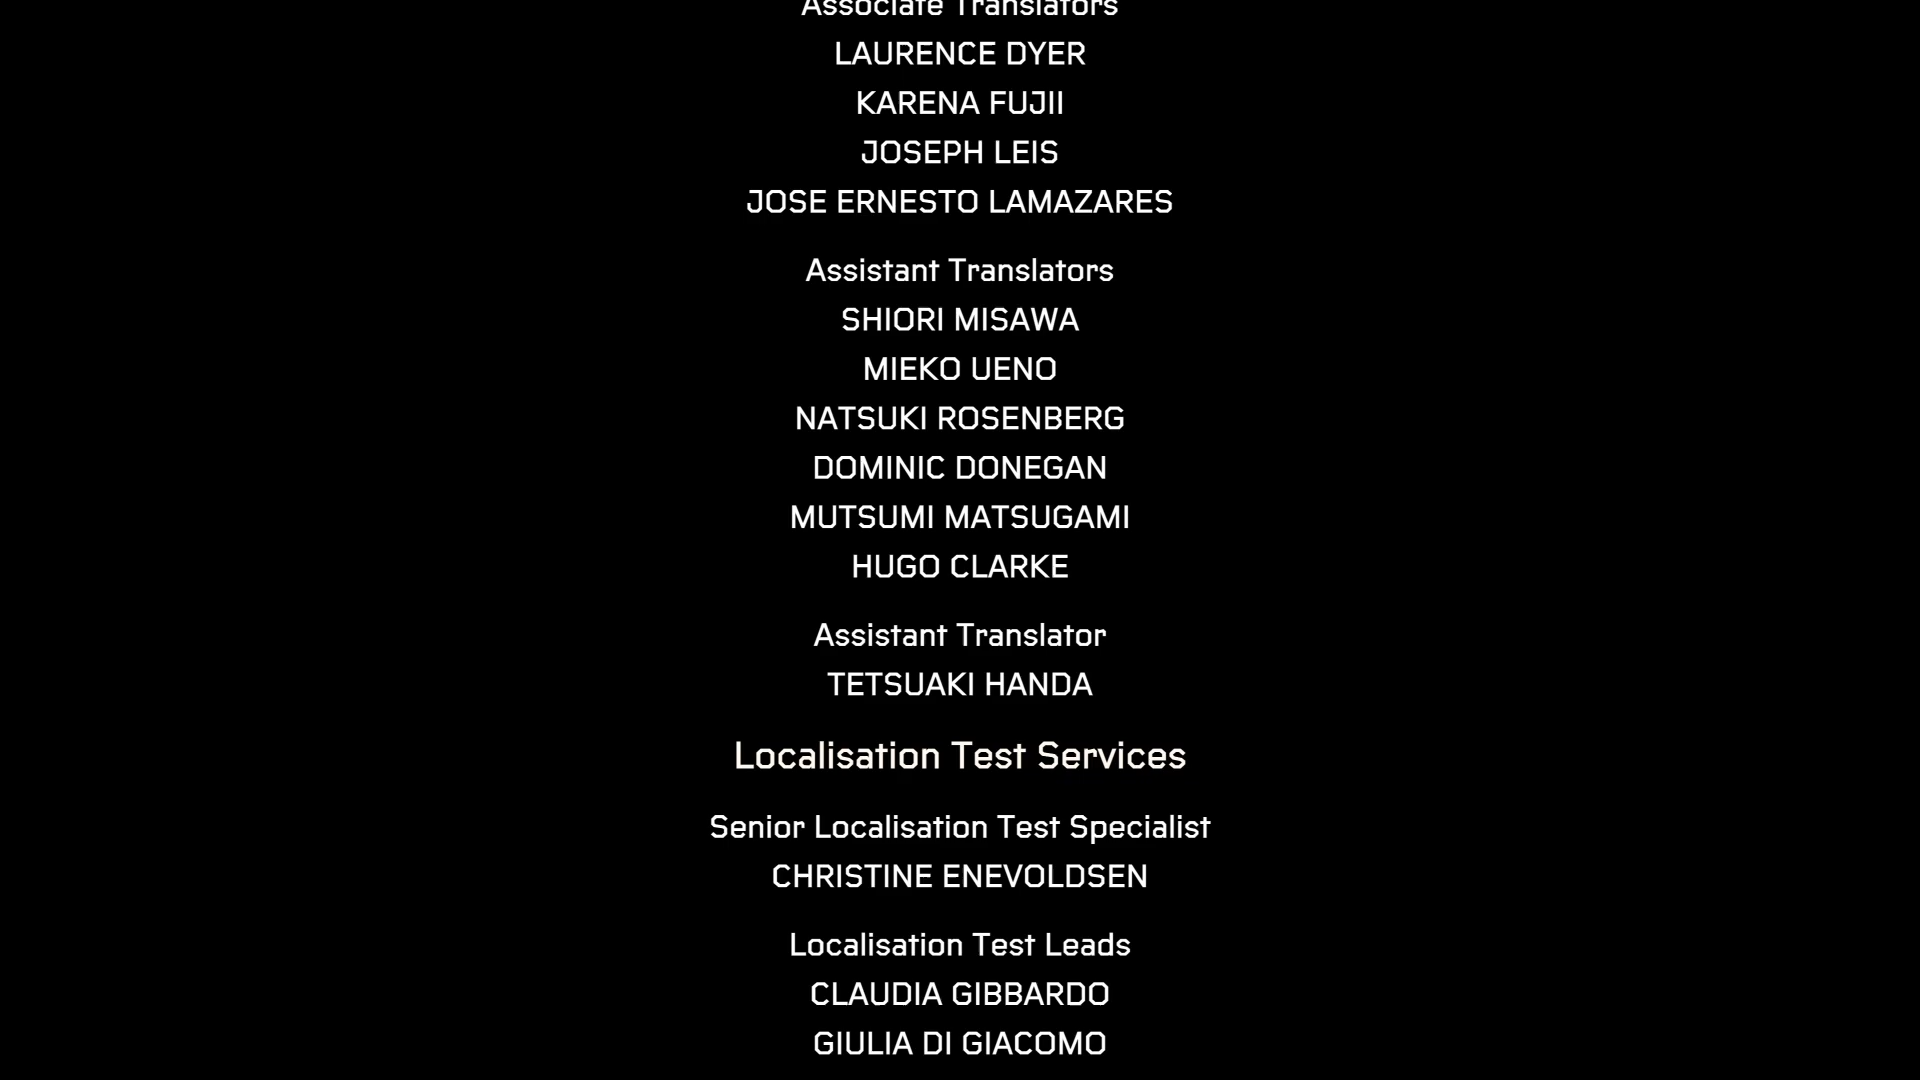 Associate Translators
LAURENCE DYER
KARENA FUJII
JOSEPH LEIS
JOSE ERNESTO LAMAZARES
Assistant Translators
SHIORI MISAWA
MIEKO UENO
NATSUKI ROSENBERG
DOMINIC DONEGAN
MUTSUMI MATSUGAMI
HUGO CLARKE
Assistant Translator
TETSUAKI HANDA
Localisation Test Services
Senior Localisation Test Specialist
CHRISTINE ENEVOLDSEN
Localisation Test Leads
CLAUDIA GIBBARDO
GIULIA DI GIACOMO